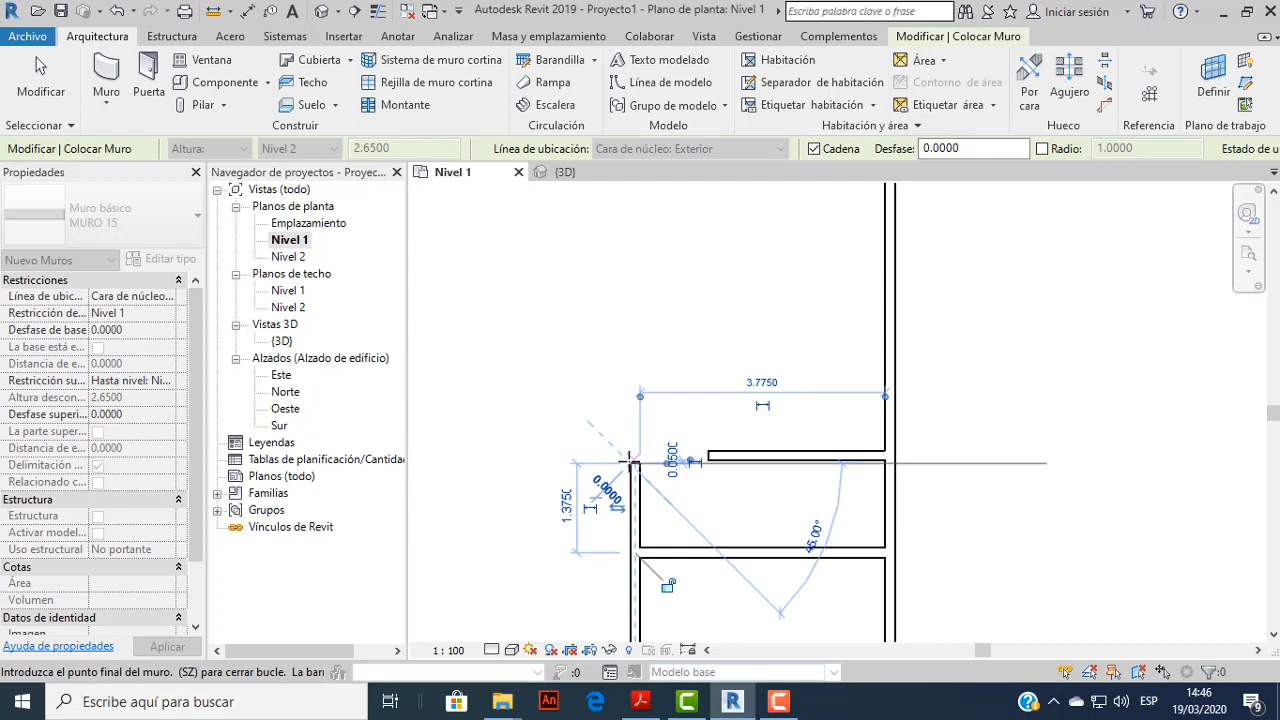 Autodesk Revit 2019 - Proyecto1 - Plano de planta: Nivel 1
Escriba palabra clave o frase
Iniciar sesión
Archivo Arquitectura Estructura Acero Sistemas Insertar Anotar Analizar Masa y emplazamiento Colaborar Vista Gestionar Complementos Modificar | Colocar Muro
Modificar
Muro
Puerta
Ventana
Componente
Pilar
Cubierta
Techo
Suelo
Sistema de muro cortina
Rejilla de muro cortina
Montante
Barandilla
Rampa
Escalera
Texto modelado
Línea de modelo
Grupo de modelo
Habitación
Separador de habitación
Etiquetar habitación
Área
Contorno de área
Etiquetar área
Por
cara
Agujero
Definir
Seleccionar Construir Circulación Modelo Habitación y área Hueco Referencia Plano de trabajo
Modificar | Colocar Muro Altura: Nivel 2 2.6500 Línea de ubicación: Cara de núcleo: Exterior Cadena Desfase: 0.0000 Radio: 1.0000 Estado de u
Propiedades
Muro básico
MURO 15
Nuevo Muros Editar tipo
Restricciones
Línea de ubic... Cara de núcleo...
Restricción de... Nivel 1
Desfase de base 0.0000
La base está e...
Distancia de e... 0.0000
Restricción su... Hasta nivel: Ni...
Altura descon... 2.6500
Desfase superi... 0.0000
La parte super...
Distancia de e... 0.0000
Delimitación ...
Relacionado c...
Estructura
Estructura
Activar model...
Uso estructural No portante
Cotas
Área
Volumen
Datos de identidad
Imagen
Ayuda de propiedades Aplicar
Navegador de proyectos - Proyec...
Vistas (todo)
Planos de planta
Emplazamiento
Nivel 1
Nivel 2
Planos de techo
Nivel 1
Nivel 2
Vistas 3D
{3D}
Alzados (Alzado de edificio)
Este
Norte
Oeste
Sur
Leyendas
Tablas de planificación/Cantida
Planos (todo)
Familias
Grupos
Vínculos de Revit
Nivel 1
{3D}
2D
3.7750
0.0500
0.0000
1.3750
45.00°
1 : 100
Introduzca el punto final del muro. (SZ) para cerrar bucle. La bar
:0
Modelo base
:0
Escribe aquí para buscar
An
R
ESP
14:46
19/03/2020